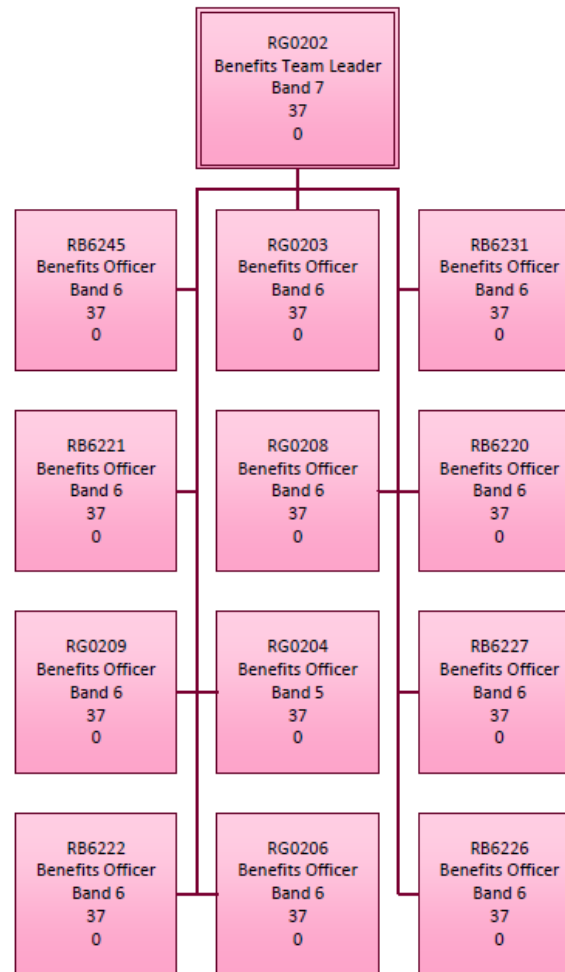 RG0202
Benefits Team Leader
Band 7
37
0
RB6245
Benefits Officer
Band 6
37
0
RG0203
Benefits Officer
Band 6
37
0
RB6231
Benefits Officer
Band 6
37
0
RB6221
Benefits Officer
Band 6
37
0
RG0208
Benefits Officer
Band 6
37
0
RB6220
Benefits Officer
Band 6
37
0
RG0209
Benefits Officer
Band 6
37
0
RG0204
Benefits Officer
Band 5
37
0
RB6227
Benefits Officer
Band 6
37
0
RB6222
Benefits Officer
Band 6
37
0
RG0206
Benefits Officer
Band 6
37
0
RB6226
Benefits Officer
Band 6
37
0